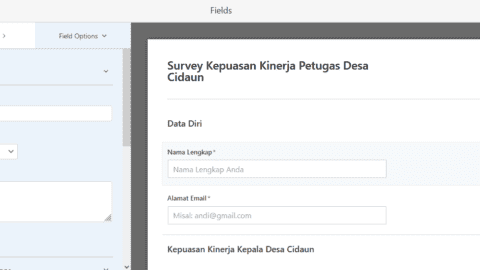 Fields
Field Options
Survey Kepuasan Kinerja Petugas Desa
Cidaun
Data Diri
Nama Lengkap*
Nama Lengkap Anda
Alamat Email*
Misal: andi@gmail.com
Kepuasan Kinerja Kepala Desa Cidaun